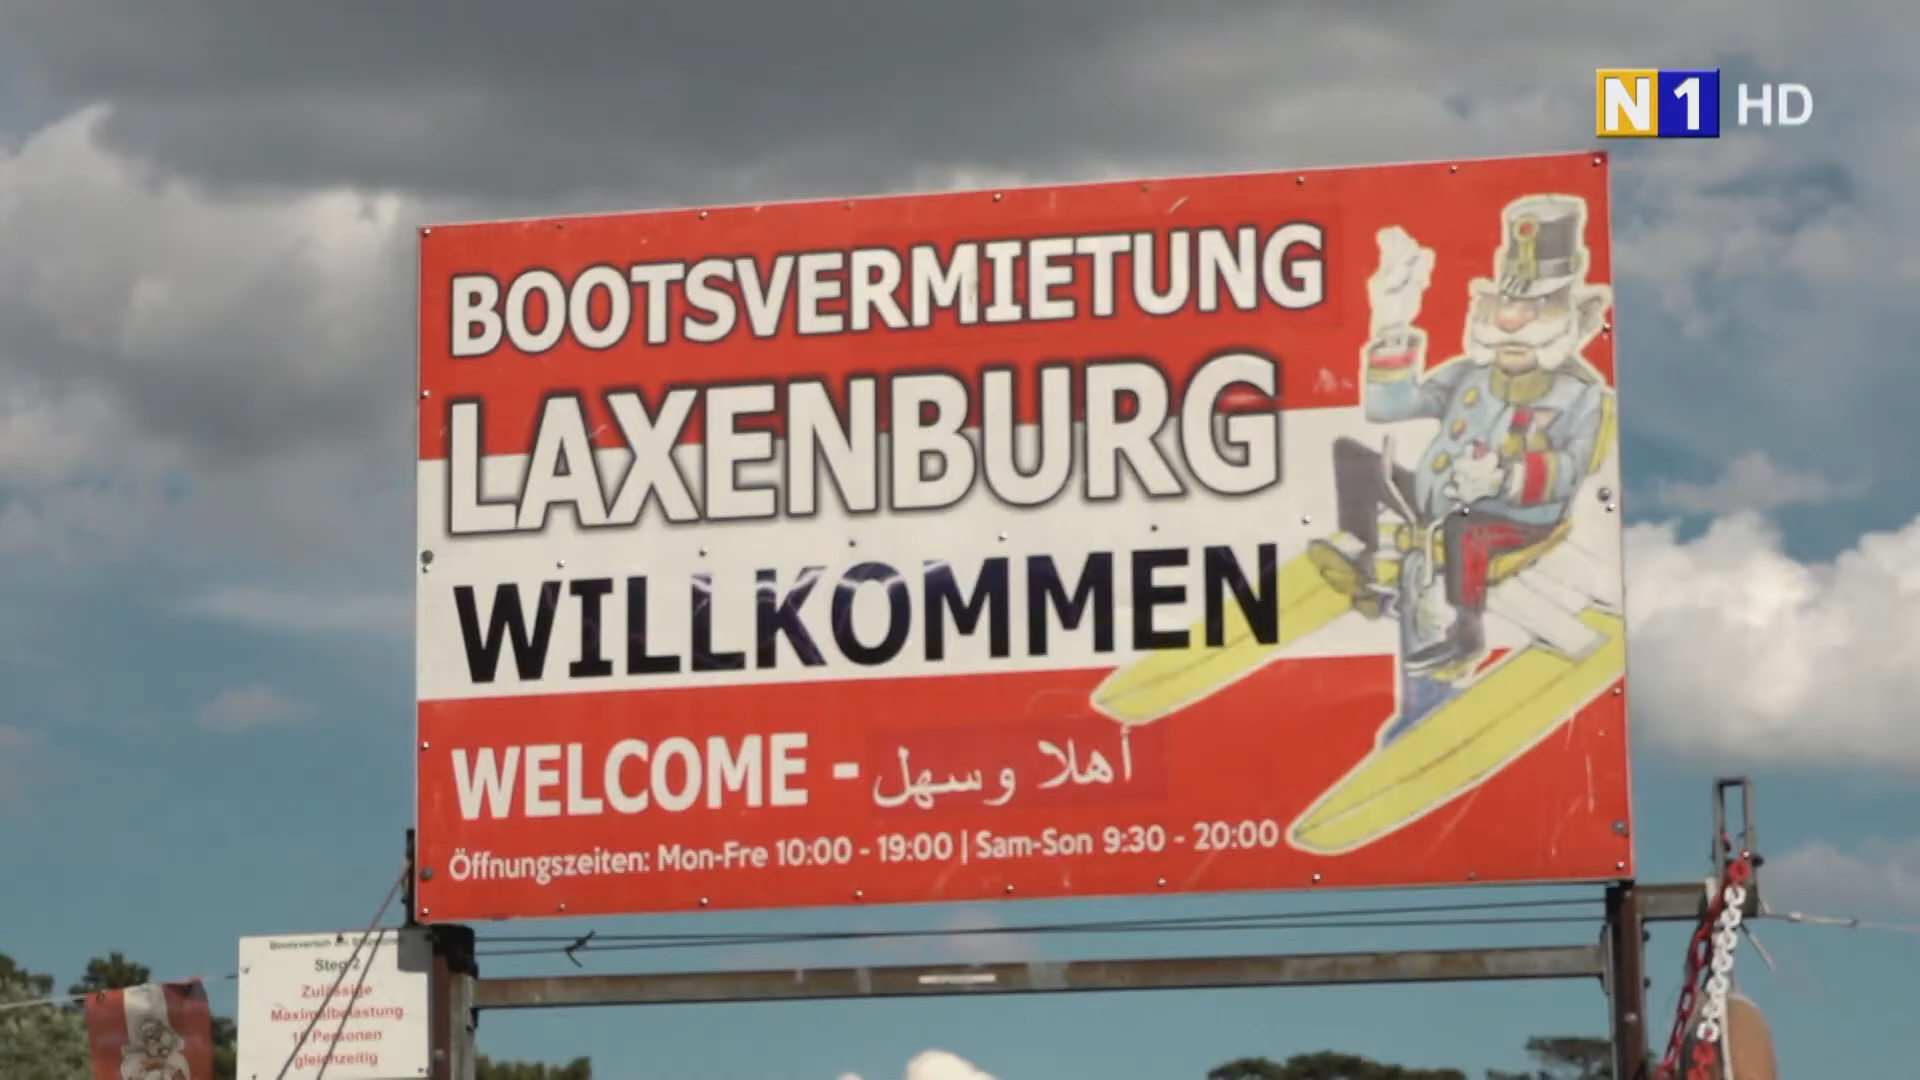 N1 HD
BOOTSVERMIETUNG
LAXENBURG
WILLKOMMEN
WELCOME - أهلا وسهل
Öffnungszeiten: Mon-Fre 10:00 - 19:00 | Sam-Son 9:30 - 20:00
Steg 2
Zulässige
Maximalbelastung
Personen
gleichzeitig